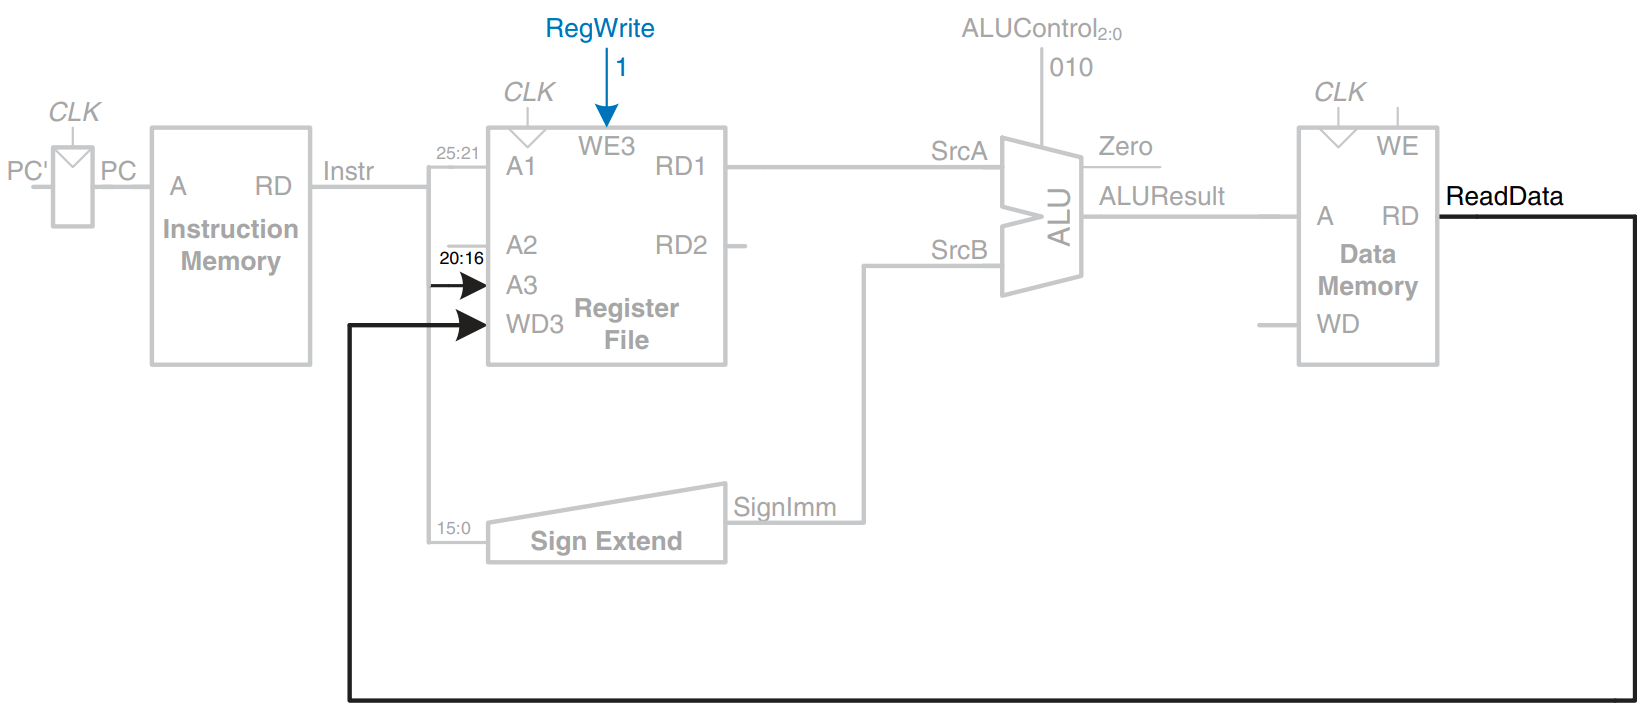 RegWrite
1
ALUControl2:0
010
CLK
CLK
CLK
PC'
PC
A
RD
Instruction
Memory
Instr
25:21
20:16
15:0
WE3
A1
RD1
A2
RD2
A3
WD3
Register
File
Sign Extend
SignImm
SrcA
SrcB
ALU
Zero
ALUResult
WE
A
RD
Data
Memory
WD
ReadData